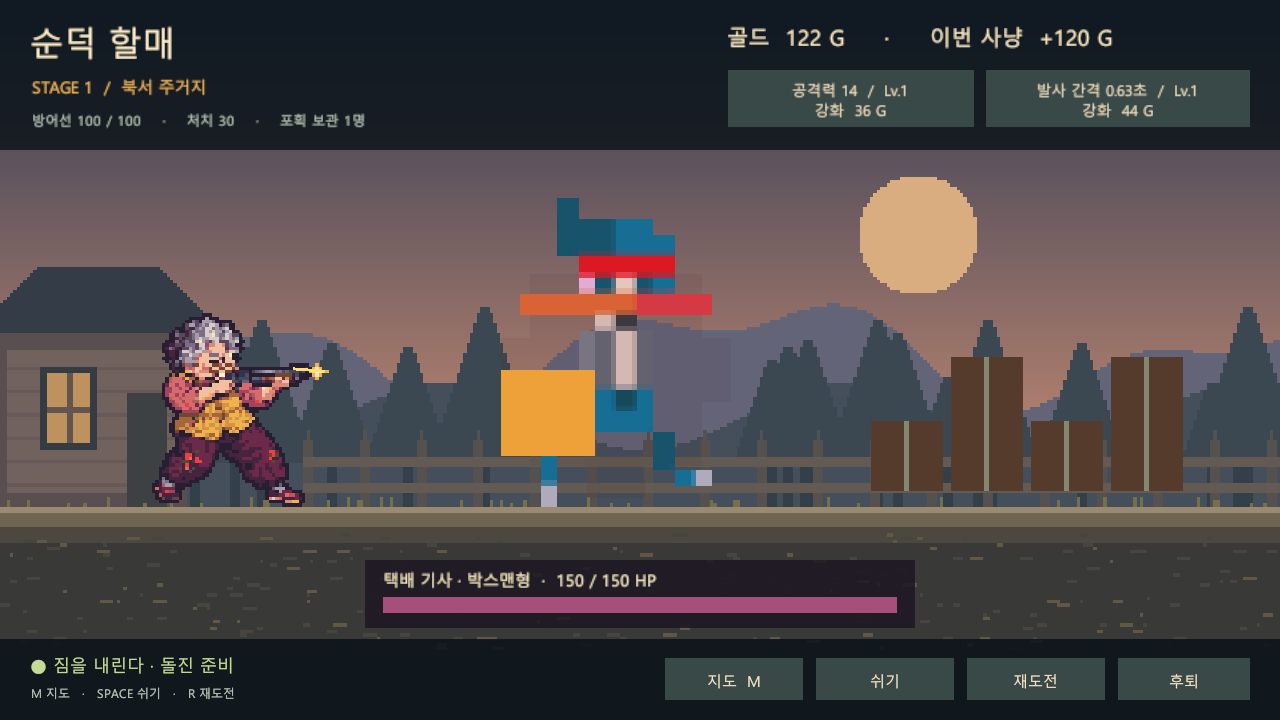 순덕 할매
STAGE 1 / 북서 주거지
방어선 100 / 100 · 처치 30 · 포획 보관 1명
골드 122 G · 이번 사냥 +120 G
공격력 14 / Lv.1
강화 36 G
발사 간격 0.63초 / Lv.1
강화 44 G
택배 기사 · 박스맨형 · 150 / 150 HP
짐을 내린다 · 돌진 준비
M 지도 · SPACE 쉬기 · R 재도전
지도 M
쉬기
재도전
후퇴